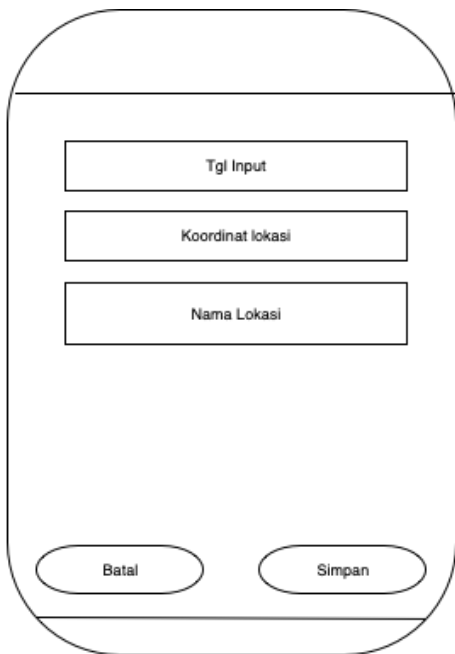 Tgl Input
Koordinat lokasi
Nama Lokasi
Batal
Simpan